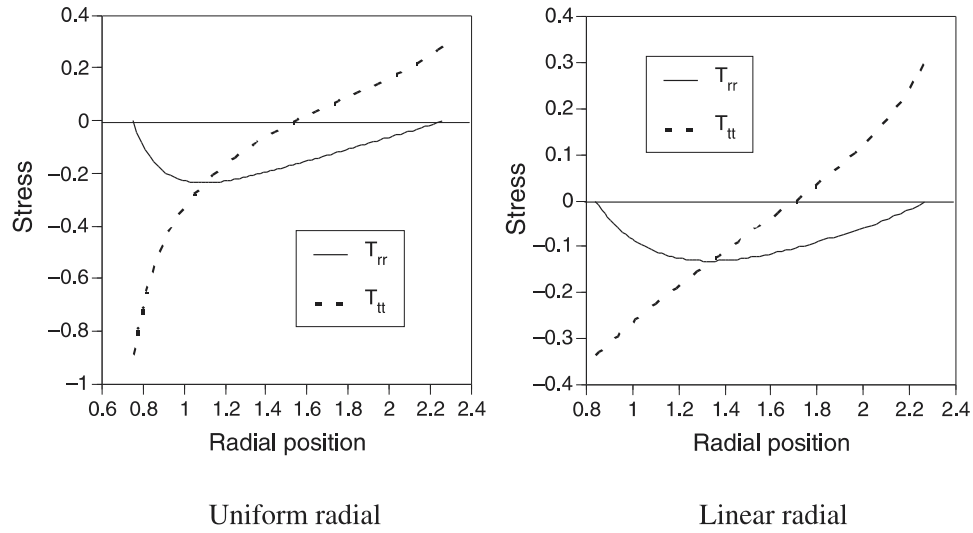 0.4
0.2
0
−0.2
−0.4
−0.6
−0.8
−1
Stress
T_rr
T_tt
0.6 0.8 1 1.2 1.4 1.6 1.8 2 2.2 2.4
Radial position
Uniform radial
0.4
0.3
0.2
0.1
0
−0.1
−0.2
−0.3
−0.4
Stress
T_rr
T_tt
0.8 1 1.2 1.4 1.6 1.8 2 2.2 2.4
Radial position
Linear radial